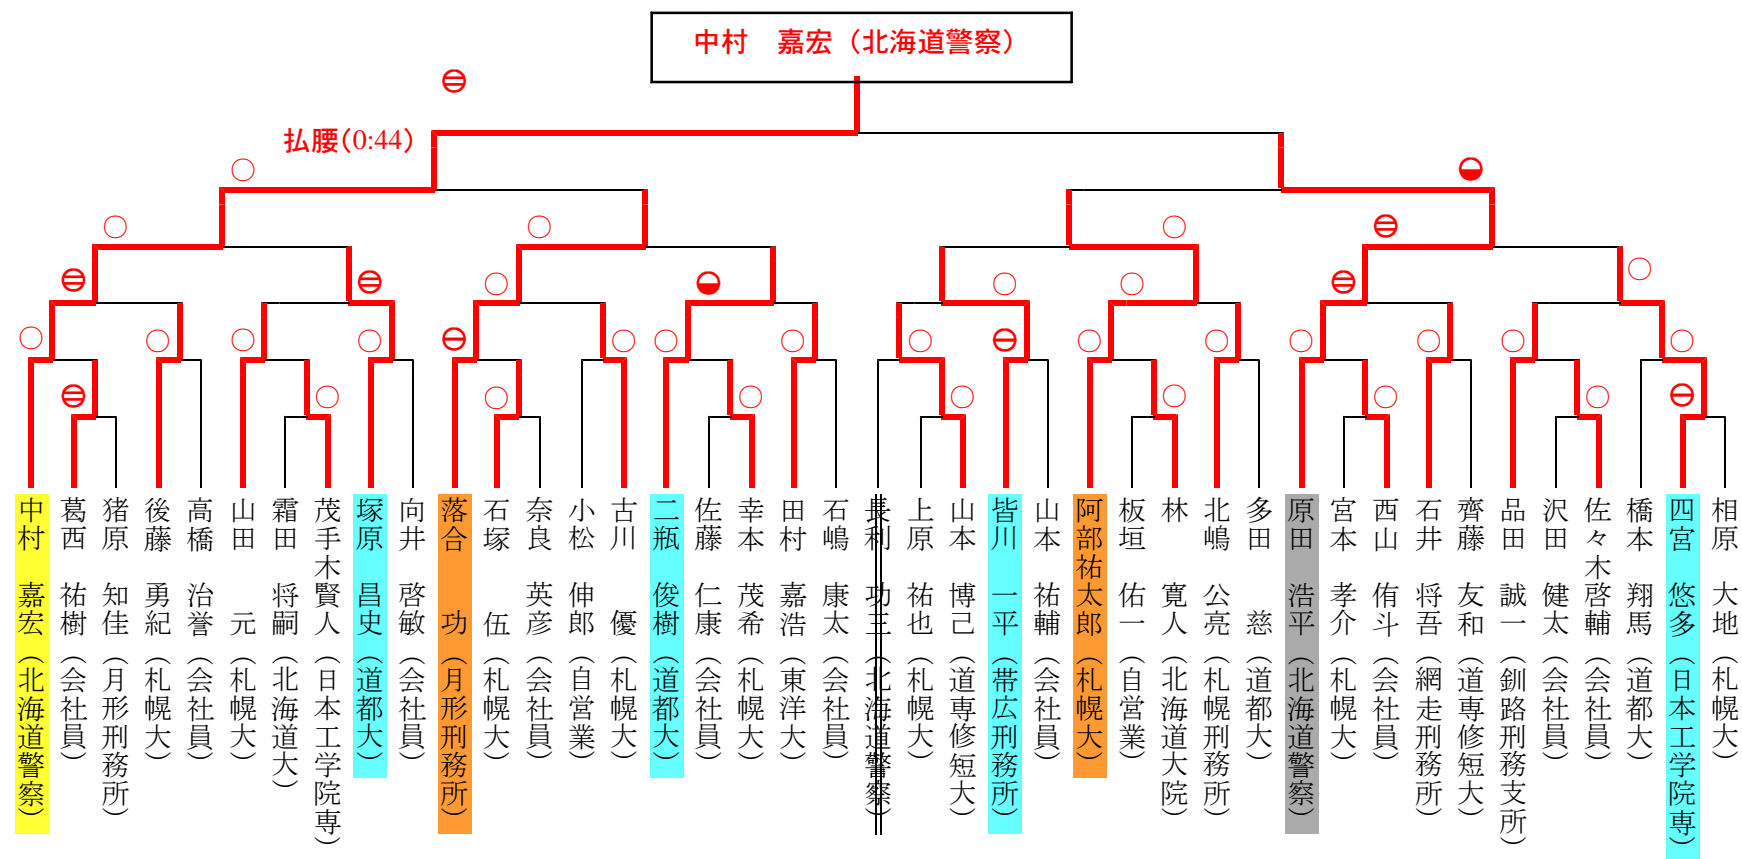 中村　嘉宏（北海道警察）
払腰(0:44)
中村　嘉宏（北海道警察）
葛西　祐樹（会社員）
猪原　知佳（月形刑務所）
後藤　勇紀（札幌大）
高橋　治誉（会社員）
山田　　元（札幌大）
霜田　将嗣（北海道大）
茂手木賢人（日本工学院専）
塚原　昌史（道都大）
向井　啓敏（会社員）
落合　　功（月形刑務所）
石塚　　伍（札幌大）
奈良　英彦（会社員）
小松　伸郎（自営業）
古川　　優（札幌大）
二瓶　俊樹（道都大）
佐藤　仁康（会社員）
幸本　茂希（札幌大）
田村　嘉浩（東洋大）
石嶋　康太（会社員）
長利　功三（北海道警察）
上原　祐也（札幌大）
山本　博己（道専修短大）
皆川　一平（帯広刑務所）
山本　祐輔（会社員）
阿部祐太郎（札幌大）
板垣　佑一（自営業）
林　　寛人（北海道大院）
北嶋　公亮（札幌刑務所）
多田　　慈（道都大）
原田　浩平（北海道警察）
宮本　孝介（札幌大）
西山　侑斗（会社員）
石井　将吾（網走刑務所）
齊藤　友和（道専修短大）
品田　誠一（釧路刑務支所）
沢田　健太（会社員）
佐々木啓輔（会社員）
橋本　翔馬（道都大）
四宮　悠多（日本工学院専）
相原　大地（札幌大）